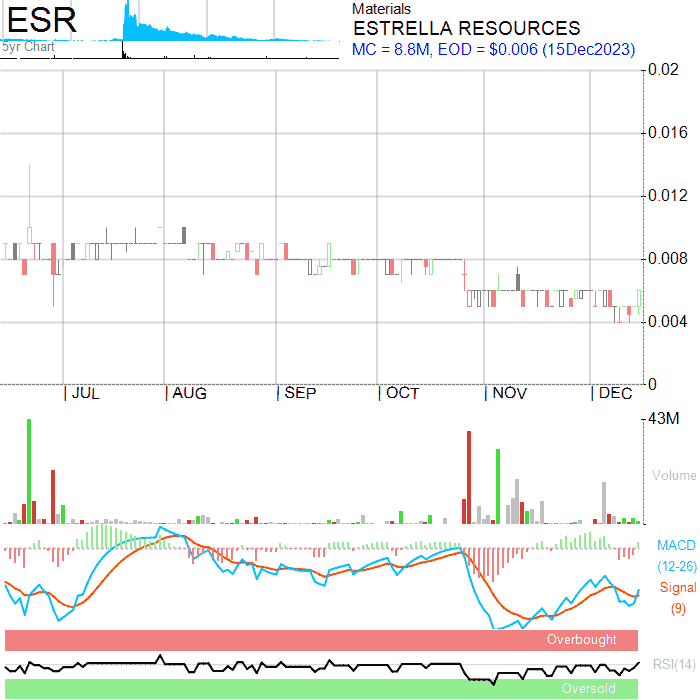 ESR
5yr Chart
Materials
ESTRELLA RESOURCES
MC = 8.8M, EOD = $0.006 (15Dec2023)
0.02
0.016
0.012
0.008
0.004
0
JUL AUG SEP OCT NOV DEC
43M
Volume
MACD
(12-26)
Signal
(9)
Overbought
RSI(14)
Oversold